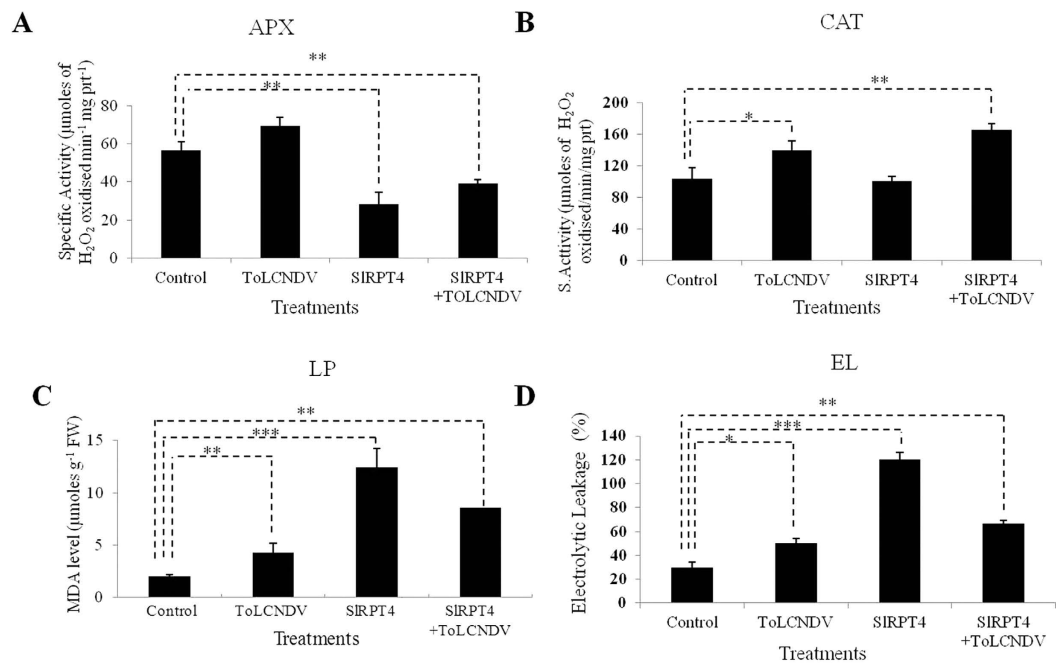 A
APX
Specific Activity (µmoles of
H₂O₂ oxidised min⁻¹ mg prt⁻¹)
80
60
40
20
0
**
**
Control
ToLCNDV
SlRPT4
SlRPT4
+TOLCNDV
Treatments
B
CAT
S.Acttivity (µmoles of H₂O₂
oxidised/min/mg prt)
200
160
120
80
40
0
*
**
Control
ToLCNDV
SlRPT4
SlRPT4
+ToLCNDV
Treatments
C
LP
MDA level (µmoles g⁻¹ FW)
15
10
5
0
**
***
**
Control
ToLCNDV
SlRPT4
SlRPT4
+ToLCNDV
Treatments
D
EL
Electrolytic Leakage (%)
140
120
100
80
60
40
20
0
**
***
*
Control
ToLCNDV
SlRPT4
SlRPT4
+ToLCNDV
Treatments